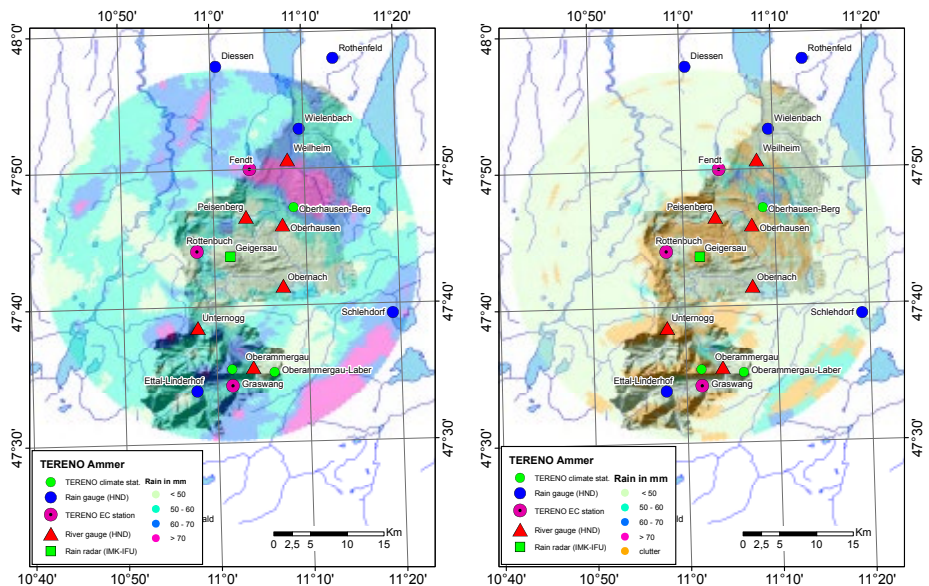 10°50' 11°0' 11°10' 11°20'
48°0'
47°50'
47°40'
47°30'
Diessen
Rothenfeld
Wielenbach
Weilheim
Fendt
Peisenberg
Oberhausen-Berg
Oberhausen
Rottenbuch
Geigersau
Obernach
Schlehdorf
Unternogg
Oberammergau
Oberammergau-Laber
Ettal-Linderhof
Graswang
47°50'
47°40'
47°30'
TERENO Ammer
TERENO climate stat.
Rain gauge (HND)
TERENO EC station
River gauge (HND)
Rain radar (IMK-IFU)
Rain in mm
< 50
50 - 60
60 - 70
> 70
ald
Km
0 2,5 5 10 15
10°40' 10°50' 11°0' 11°10' 11°20'
10°50' 11°0' 11°10' 11°20'
48°0'
47°50'
47°40'
47°30'
Diessen
Rothenfeld
Wielenbach
Weilheim
Fendt
Peisenberg
Oberhausen-Berg
Oberhausen
Rottenbuch
Geigersau
Obernach
Schlehdorf
Unternogg
Oberammergau
Oberammergau-Laber
Ettal-Linderhof
Graswang
47°50'
47°40'
47°30'
TERENO Ammer
TERENO climate stat.
Rain gauge (HND)
TERENO EC station
River gauge (HND)
Rain radar (IMK-IFU)
Rain in mm
< 50
50 - 60
60 - 70
> 70
clutter
ald
Km
0 2,5 5 10 15
10°40' 10°50' 11°0' 11°10' 11°20'